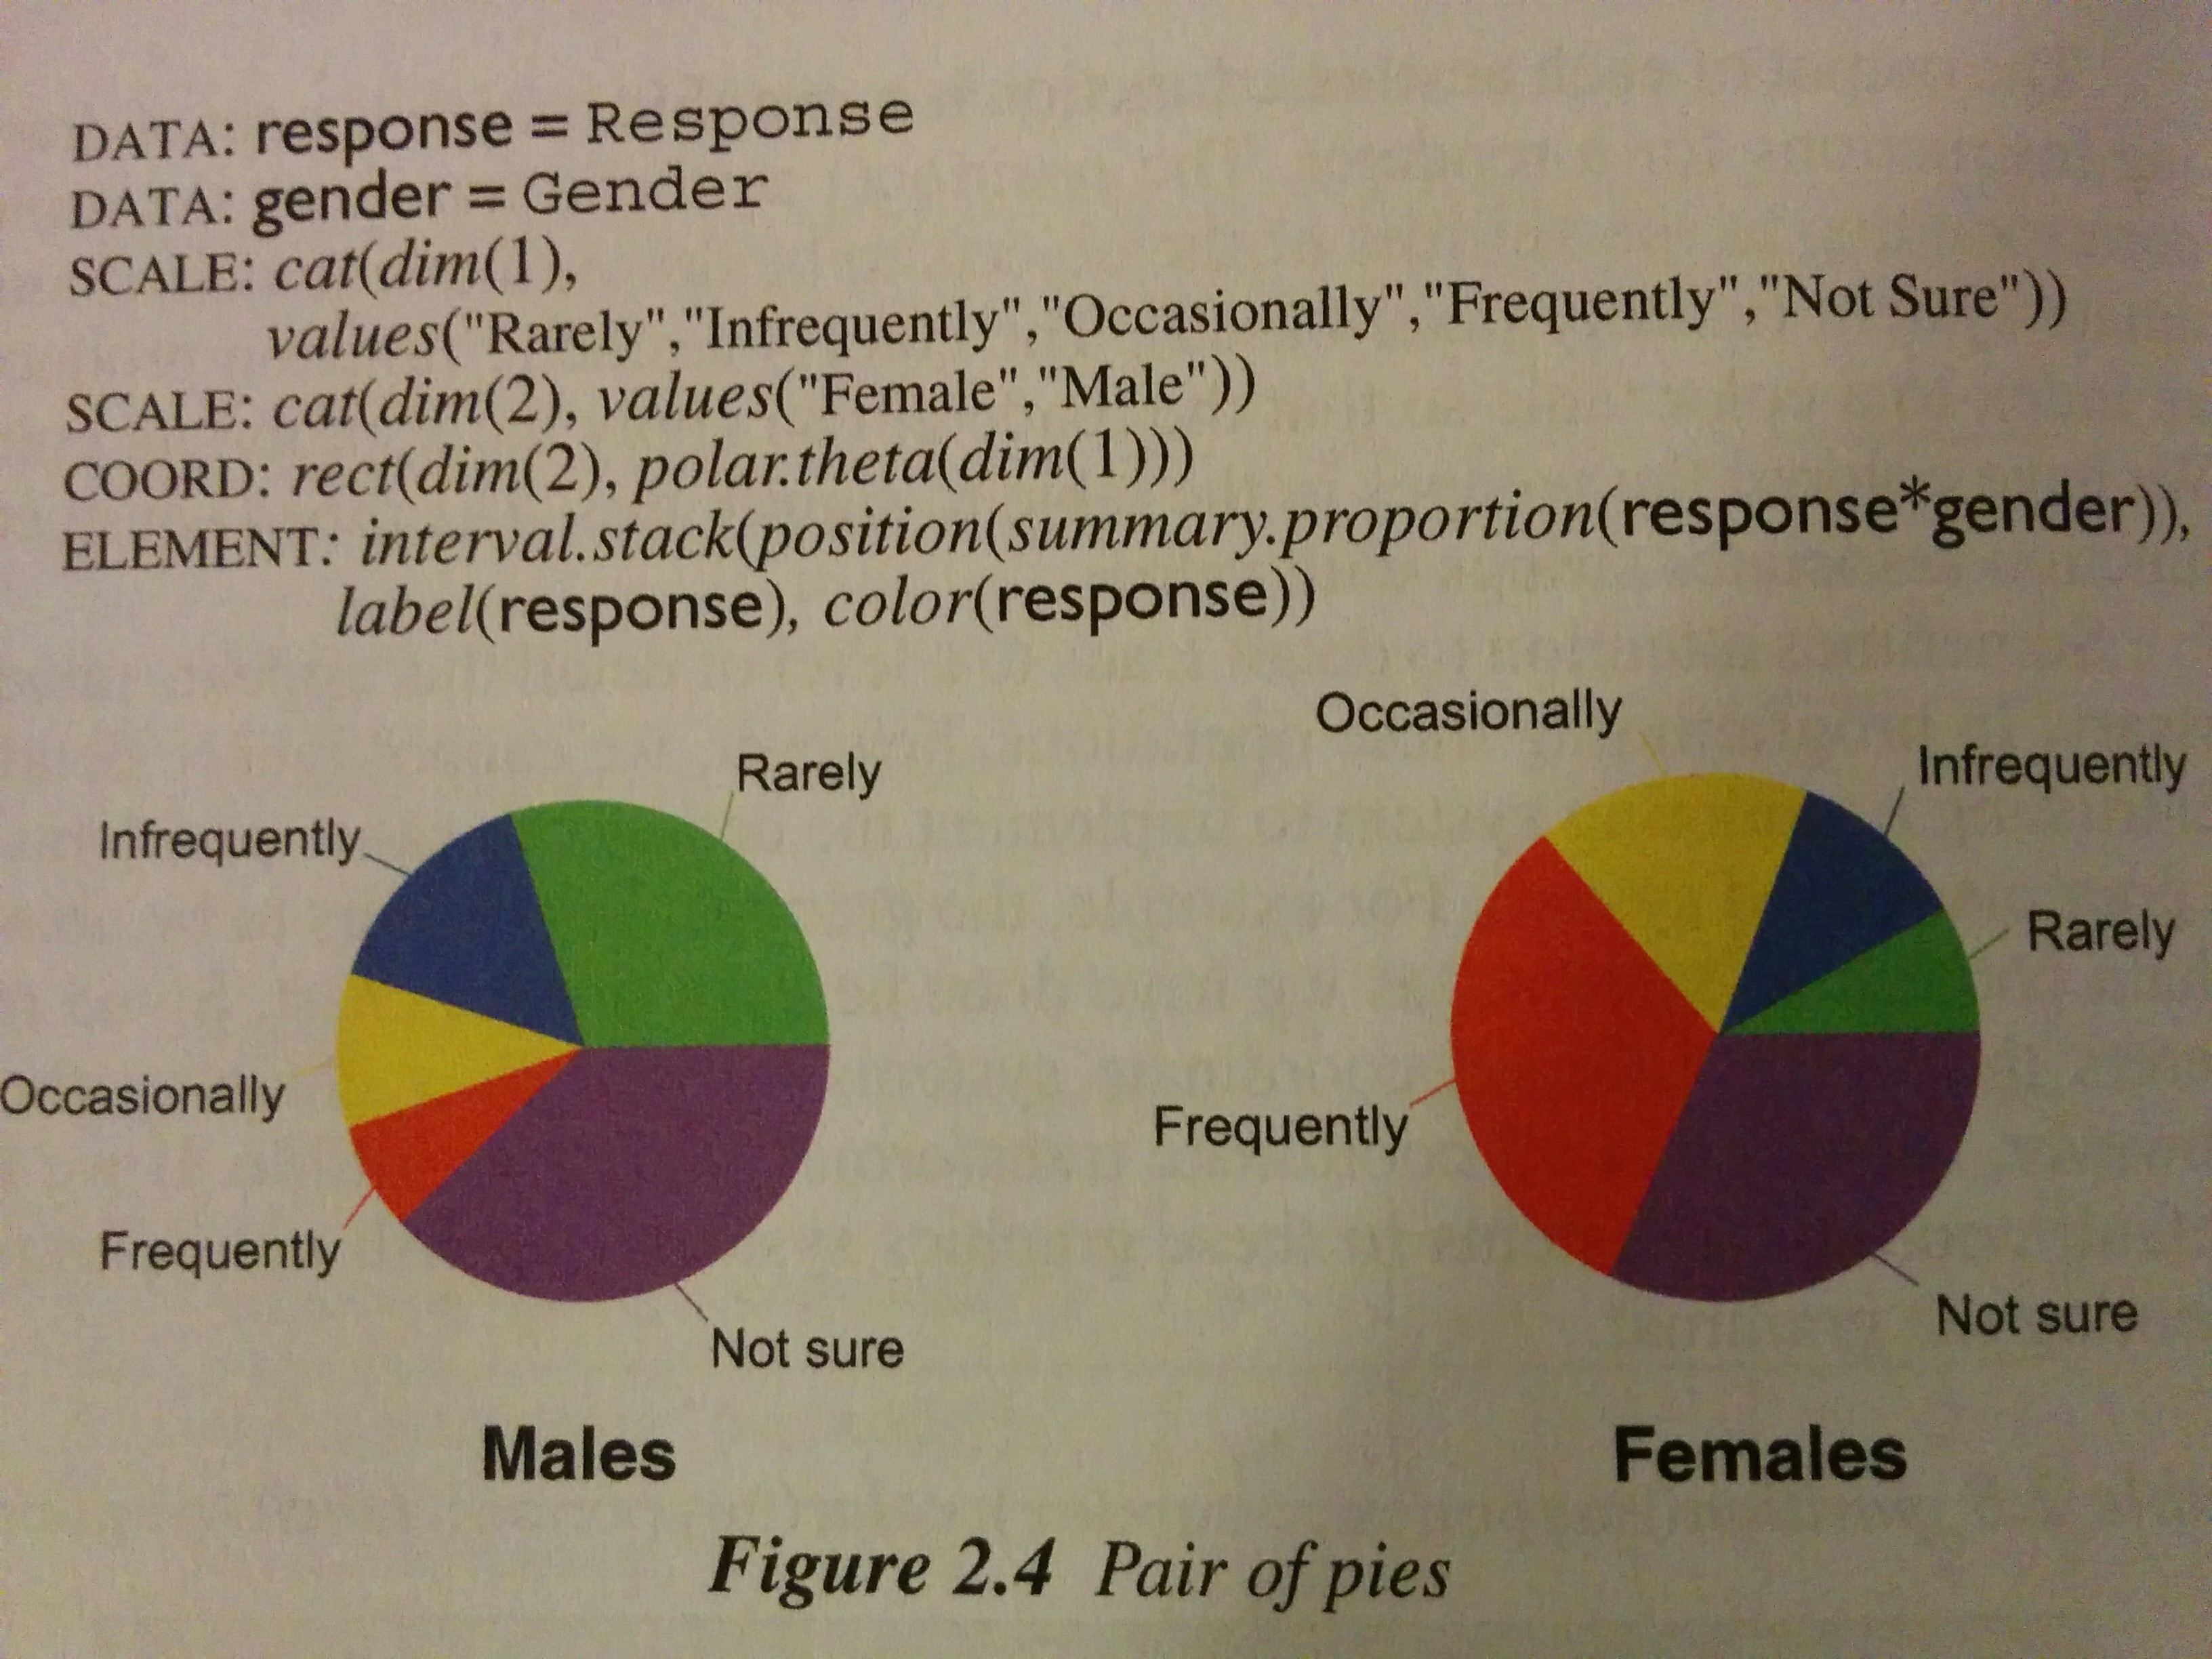 DATA: response = Response
DATA: gender = Gender
SCALE: cat(dim(1),
values("Rarely","Infrequently","Occasionally","Frequently","Not Sure"))
SCALE: cat(dim(2), values("Female","Male"))
COORD: rect(dim(2), polar.theta(dim(1)))
ELEMENT: interval.stack(position(summary.proportion(response*gender)),
label(response), color(response))
Rarely
Infrequently
Occasionally
Frequently
Not sure
Males
Occasionally
Infrequently
Rarely
Frequently
Not sure
Females
Figure 2.4 Pair of pies